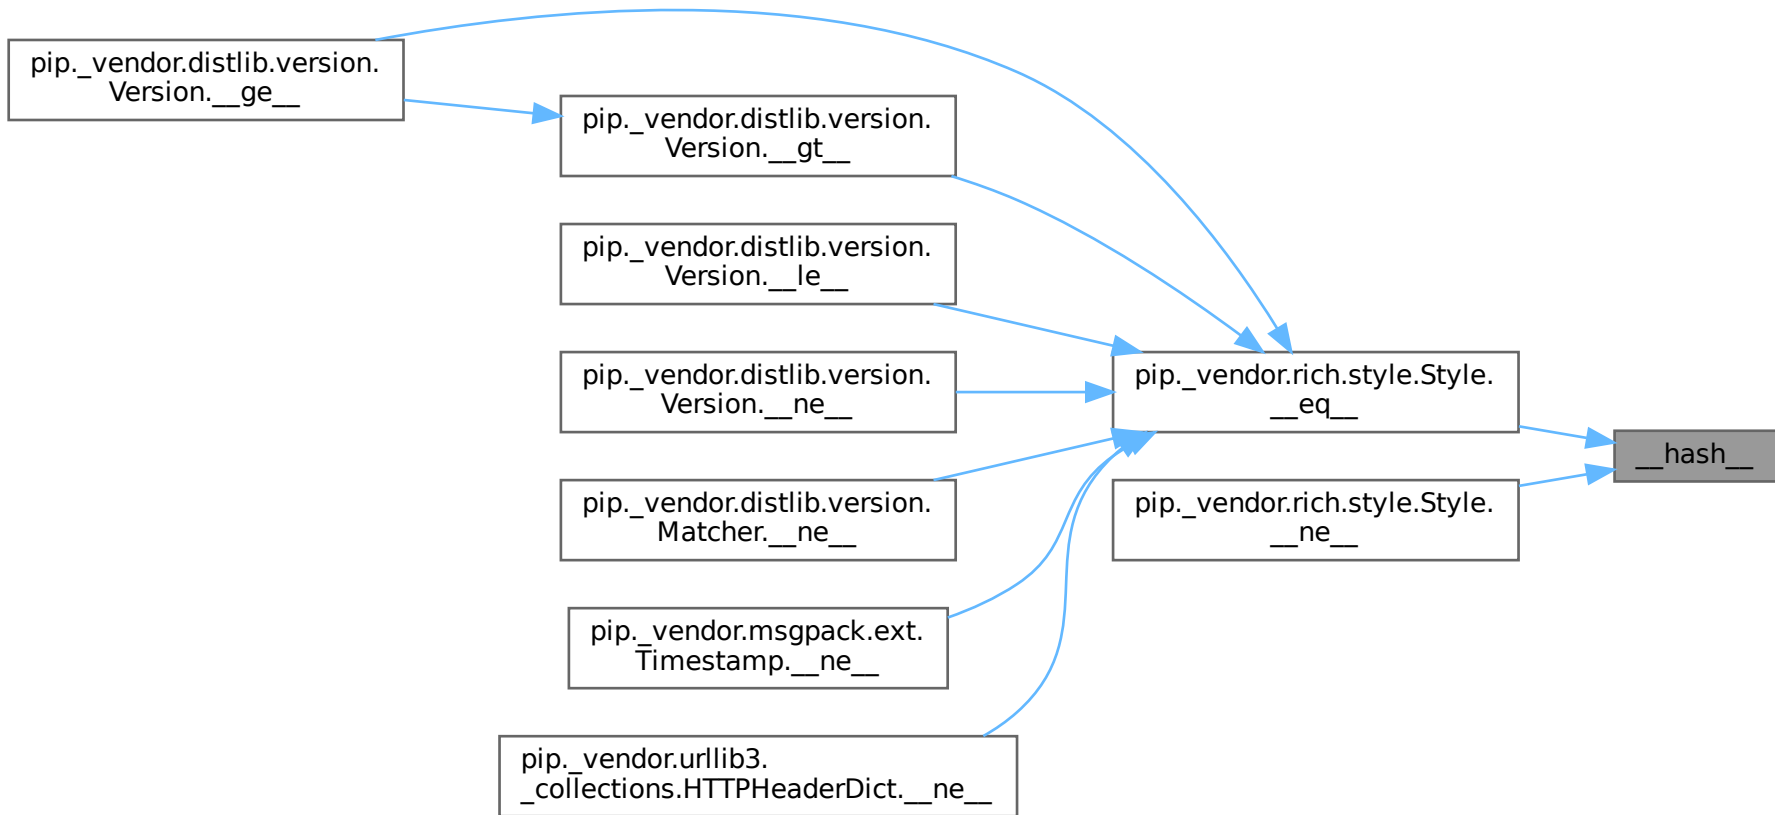 pip._vendor.distlib.version.
Version.__ge__
pip._vendor.distlib.version.
Version.__gt__
pip._vendor.distlib.version.
Version.__le__
pip._vendor.distlib.version.
Version.__ne__
pip._vendor.distlib.version.
Matcher.__ne__
pip._vendor.msgpack.ext.
Timestamp.__ne__
pip._vendor.urllib3.
_collections.HTTPHeaderDict.__ne__
pip._vendor.rich.style.Style.
__eq__
pip._vendor.rich.style.Style.
__ne__
__hash__